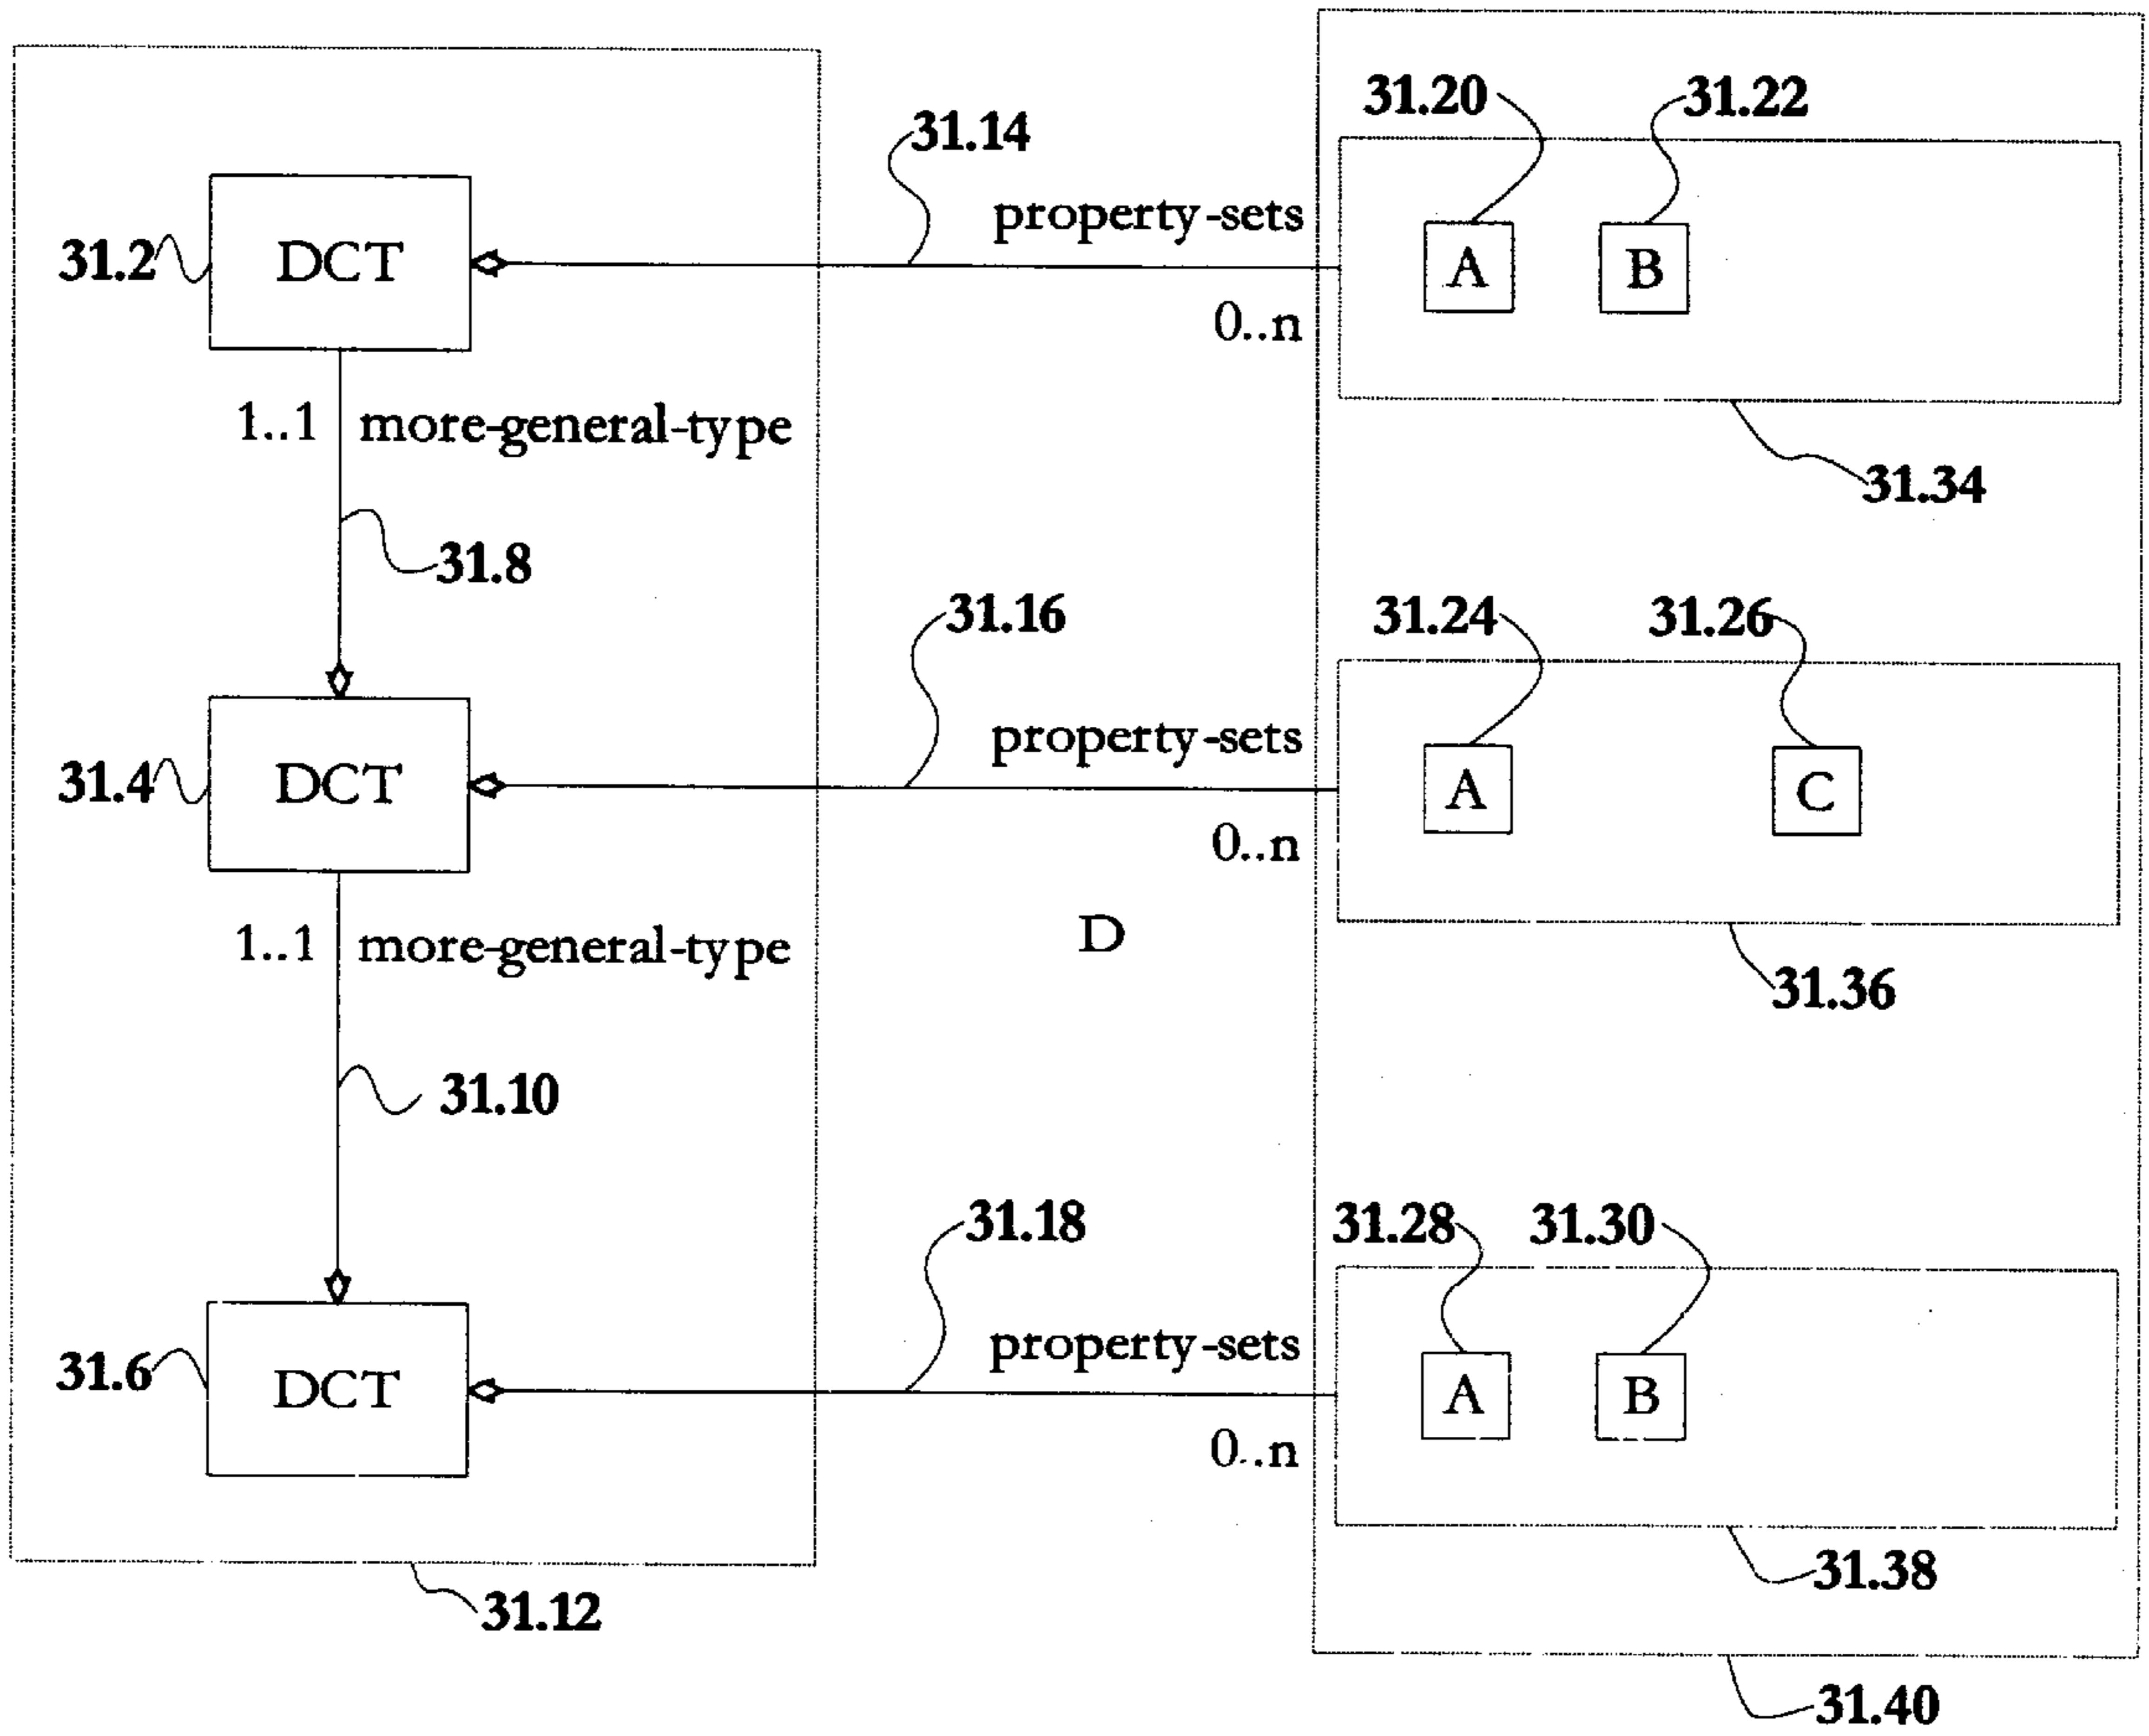 31.20 31.22
31.14
property-sets
31.2 DCT A B
0..n
1..1 more-general-type
31.34
31.8
31.16 31.24 31.26
property-sets
31.4 DCT A C
0..n
D
1..1 more-general-type
31.36
31.10
31.18 31.28 31.30
property-sets
31.6 DCT A B
0..n
31.38
31.12
31.40